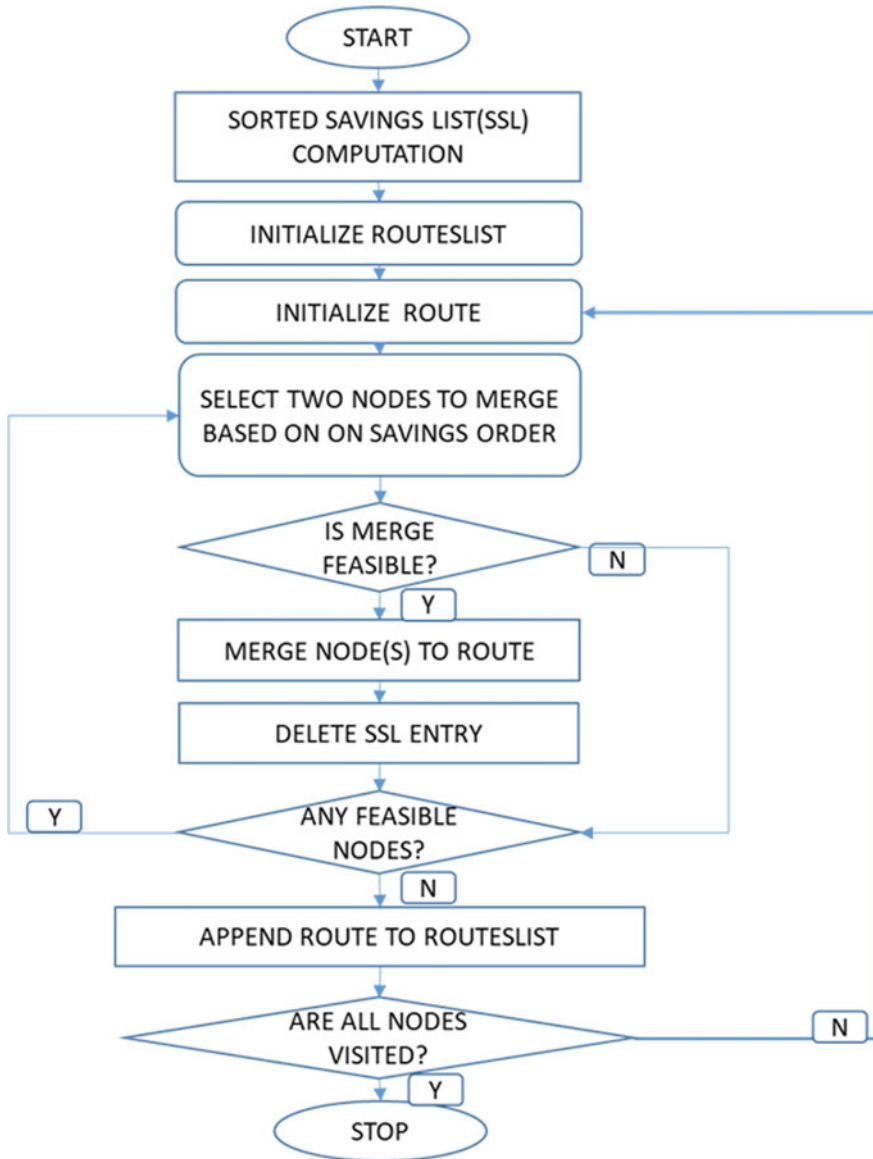 START
SORTED SAVINGS LIST(SSL)
COMPUTATION
INITIALIZE ROUTESLIST
INITIALIZE ROUTE
SELECT TWO NODES TO MERGE
BASED ON ON SAVINGS ORDER
IS MERGE
FEASIBLE?
N
Y
MERGE NODE(S) TO ROUTE
DELETE SSL ENTRY
Y
ANY FEASIBLE
NODES?
N
APPEND ROUTE TO ROUTESLIST
ARE ALL NODES
VISITED?
N
Y
STOP